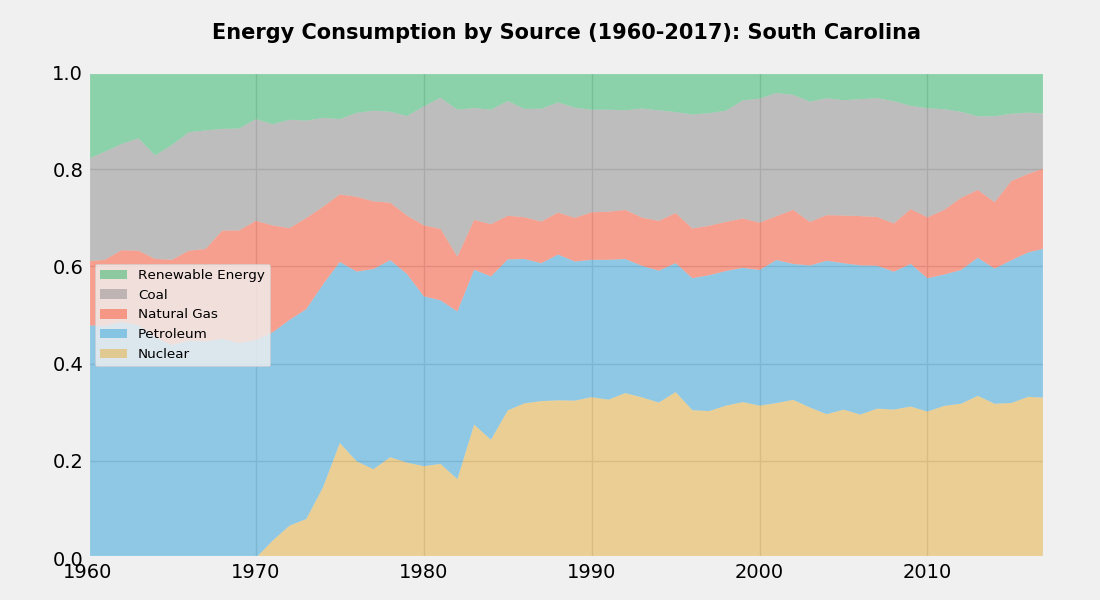 Energy Consumption by Source (1960-2017): South Carolina
1.0
0.8
0.6
0.4
0.2
0.0
Renewable Energy
Coal
Natural Gas
Petroleum
Nuclear
1960 1970 1980 1990 2000 2010